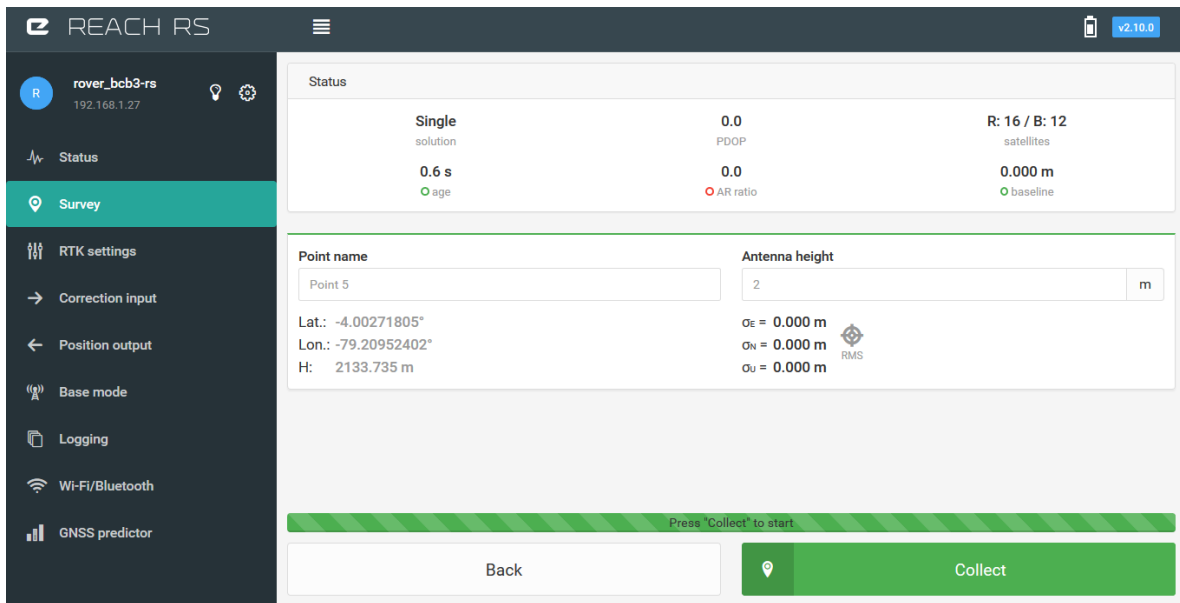 REACH RS
v2.10.0
R
rover_bcb3-rs
192.168.1.27
Status
Survey
RTK settings
Correction input
Position output
Base mode
Logging
Wi-Fi/Bluetooth
GNSS predictor
Status
Single 0.0 R: 16 / B: 12
solution PDOP satellites
0.6 s 0.0 0.000 m
age AR ratio baseline
Point name Antenna height
Point 5 2 m
Lat.: -4.00271805° σE = 0.000 m
Lon.: -79.20952402° σN = 0.000 m
RMS
H: 2133.735 m σU = 0.000 m
Press "Collect" to start
Back Collect